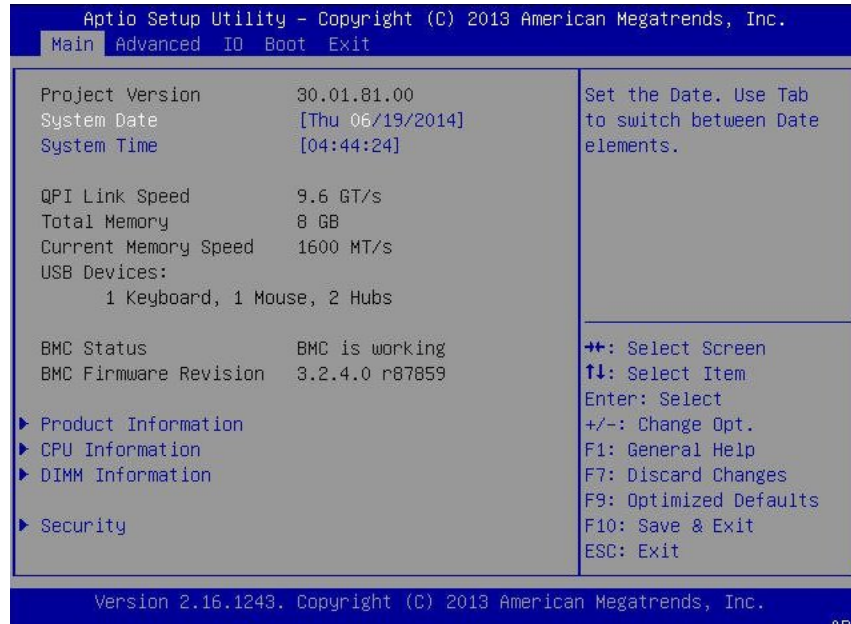 Aptio Setup Utility – Copyright (C) 2013 American Megatrends, Inc.
Main Advanced IO Boot Exit
Project Version 30.01.81.00
System Date [Thu 06/19/2014]
System Time [04:44:24]
QPI Link Speed 9.6 GT/s
Total Memory 8 GB
Current Memory Speed 1600 MT/s
USB Devices:
1 Keyboard, 1 Mouse, 2 Hubs
BMC Status BMC is working
BMC Firmware Revision 3.2.4.0 r87859
Product Information
CPU Information
DIMM Information
Security
Set the Date. Use Tab
to switch between Date
elements.
→←: Select Screen
↑↓: Select Item
Enter: Select
+/-: Change Opt.
F1: General Help
F7: Discard Changes
F9: Optimized Defaults
F10: Save & Exit
ESC: Exit
Version 2.16.1243. Copyright (C) 2013 American Megatrends, Inc.